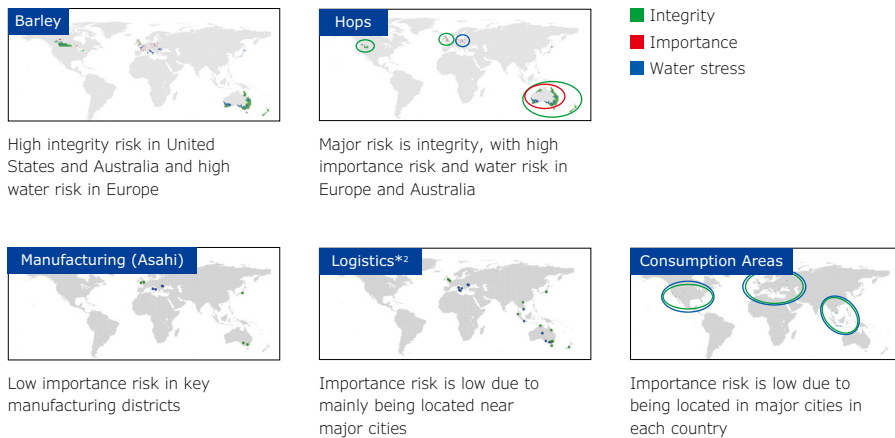 Barley
High integrity risk in United
States and Australia and high
water risk in Europe
Hops
Major risk is integrity, with high
importance risk and water risk in
Europe and Australia
Integrity
Importance
Water stress
Manufacturing (Asahi)
Low importance risk in key
manufacturing districts
Logistics*2
Importance risk is low due to
mainly being located near
major cities
Consumption Areas
Importance risk is low due to
being located in major cities in
each country